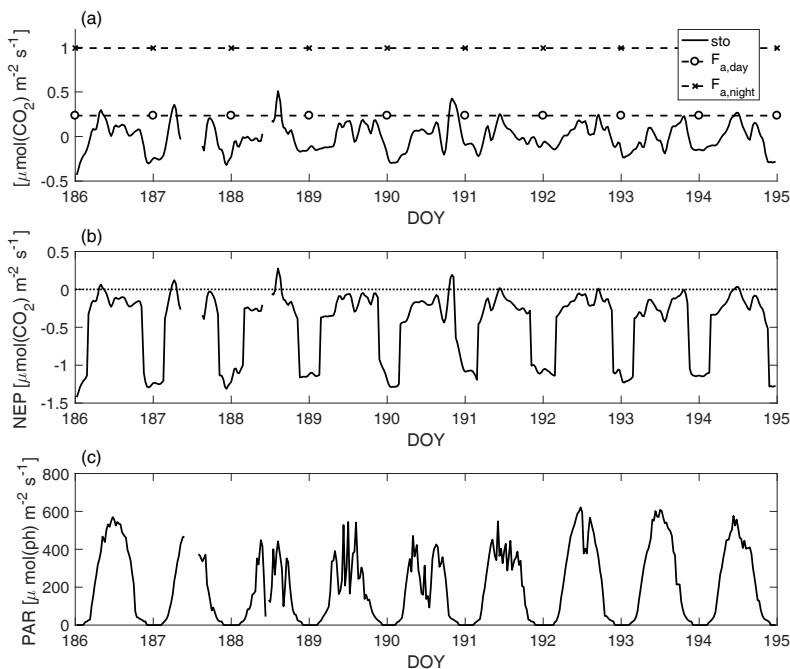 (a)
[μmol(CO2) m-2 s-1]
1
0.5
0
-0.5
186 187 188 189 190 191 192 193 194 195
DOY
sto
Fa,day
Fa,night
(b)
NEP [μmol(CO2) m-2 s-1]
0.5
0
-0.5
-1
-1.5
186 187 188 189 190 191 192 193 194 195
DOY
(c)
PAR [μ mol(ph) m-2 s-1]
800
600
400
200
0
186 187 188 189 190 191 192 193 194 195
DOY